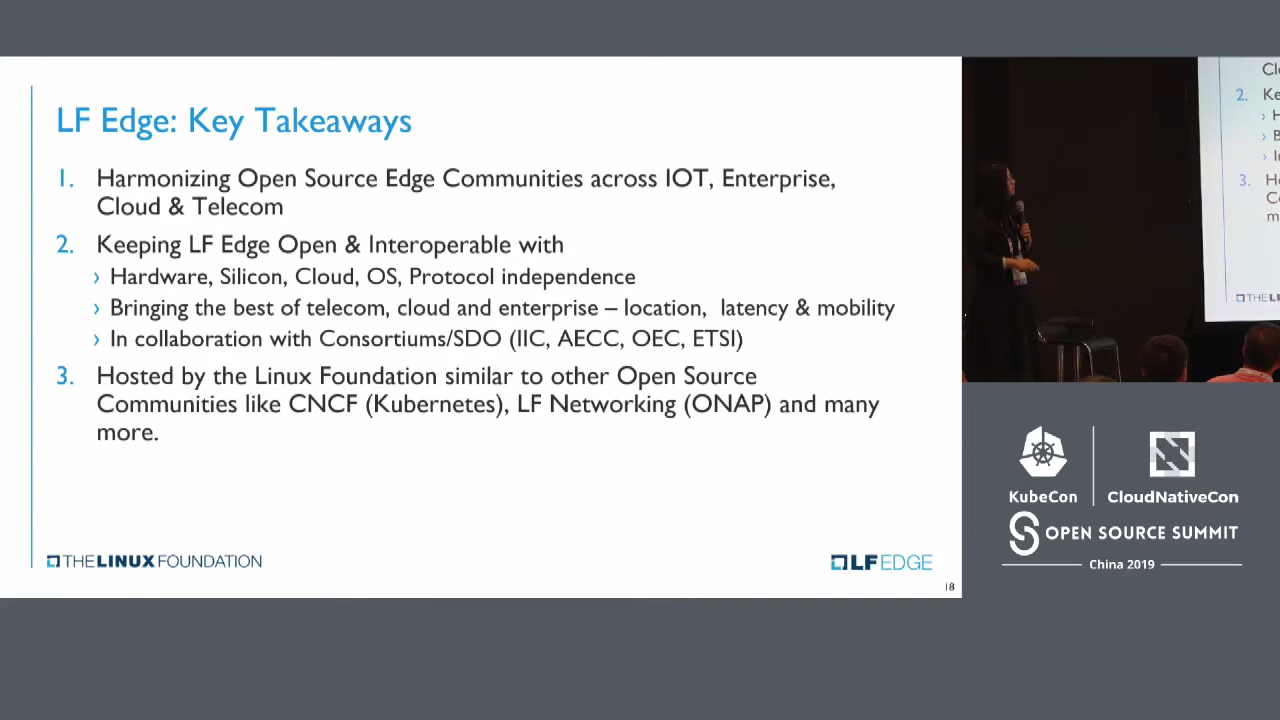 LF Edge: Key Takeaways
1. Harmonizing Open Source Edge Communities across IOT, Enterprise,
Cloud & Telecom
2. Keeping LF Edge Open & Interoperable with
› Hardware, Silicon, Cloud, OS, Protocol independence
› Bringing the best of telecom, cloud and enterprise – location, latency & mobility
› In collaboration with Consortiums/SDO (IIC, AECC, OEC, ETSI)
3. Hosted by the Linux Foundation similar to other Open Source
Communities like CNCF (Kubernetes), LF Networking (ONAP) and many
more.
THE LINUX FOUNDATION
LF EDGE
18
2.
3.
KubeCon
CloudNativeCon
OPEN SOURCE SUMMIT
China 2019